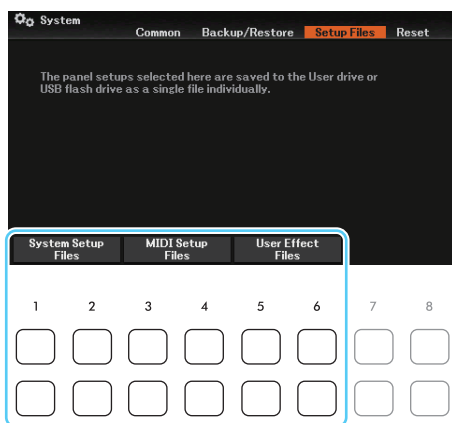 System
Common Backup/Restore Setup Files Reset
The panel setups selected here are saved to the User drive or
USB flash drive as a single file individually.
System Setup Files
MIDI Setup Files
User Effect Files
1 2 3 4 5 6 7 8